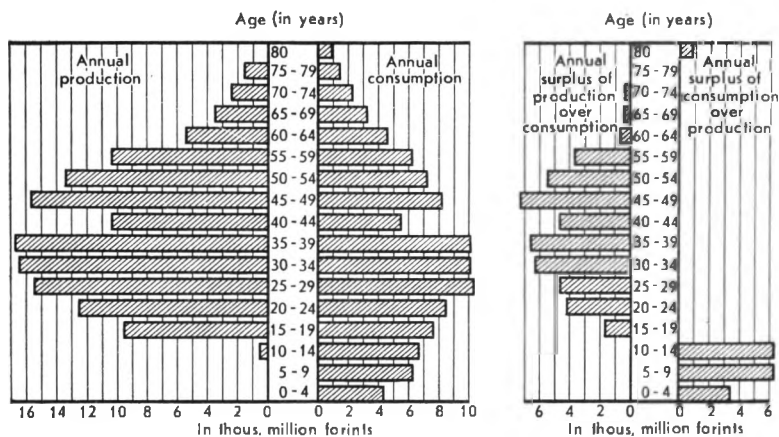 Age (in years)
Annual production
Annual consumption
80
75 - 79
70 - 74
65 - 69
60 - 64
55 - 59
50 - 54
45 - 49
40 - 44
35 - 39
30 - 34
25 - 29
20 - 24
15 - 19
10 - 14
5 - 9
0 - 4
16 14 12 10 8 6 4 2 0
0 2 4 6 8 10
In thous, million forints
Age (in years)
Annual
surplus of
production
over
consumption
Annual
surplus of
consumption
over
production
80
75 - 79
70 - 74
65 - 69
60 - 64
55 - 59
50 - 54
45 - 49
40 - 44
35 - 39
30 - 34
25 - 29
20 - 24
15 - 19
10 - 14
5 - 9
0 - 4
6 4 2 0
0 2 4 6
In thous, million forints